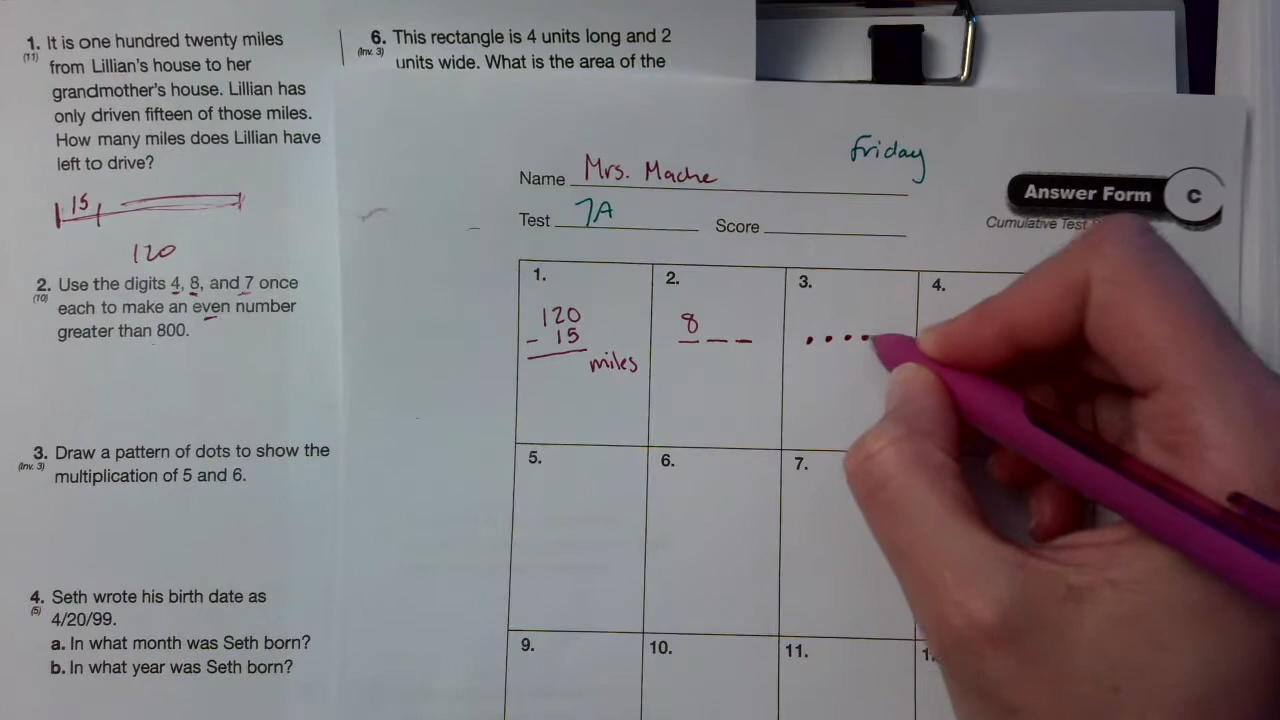 1. It is one hundred twenty miles
(11) from Lillian's house to her
grandmother's house. Lillian has
only driven fifteen of those miles.
How many miles does Lillian have
left to drive?
15
120
2. Use the digits 4, 8, and 7 once
(10) each to make an even number
greater than 800.
3. Draw a pattern of dots to show the
(Inv. 3) multiplication of 5 and 6.
4. Seth wrote his birth date as
(5) 4/20/99.
a. In what month was Seth born?
b. In what year was Seth born?
6. This rectangle is 4 units long and 2
(Inv. 3) units wide. What is the area of the
Friday
Name Mrs. Mache
Test 7A Score
Answer Form C
Cumulative Test
1. 2. 3. 4.
120
- 15
miles
8 _ _
5. 6. 7.
9. 10. 11.